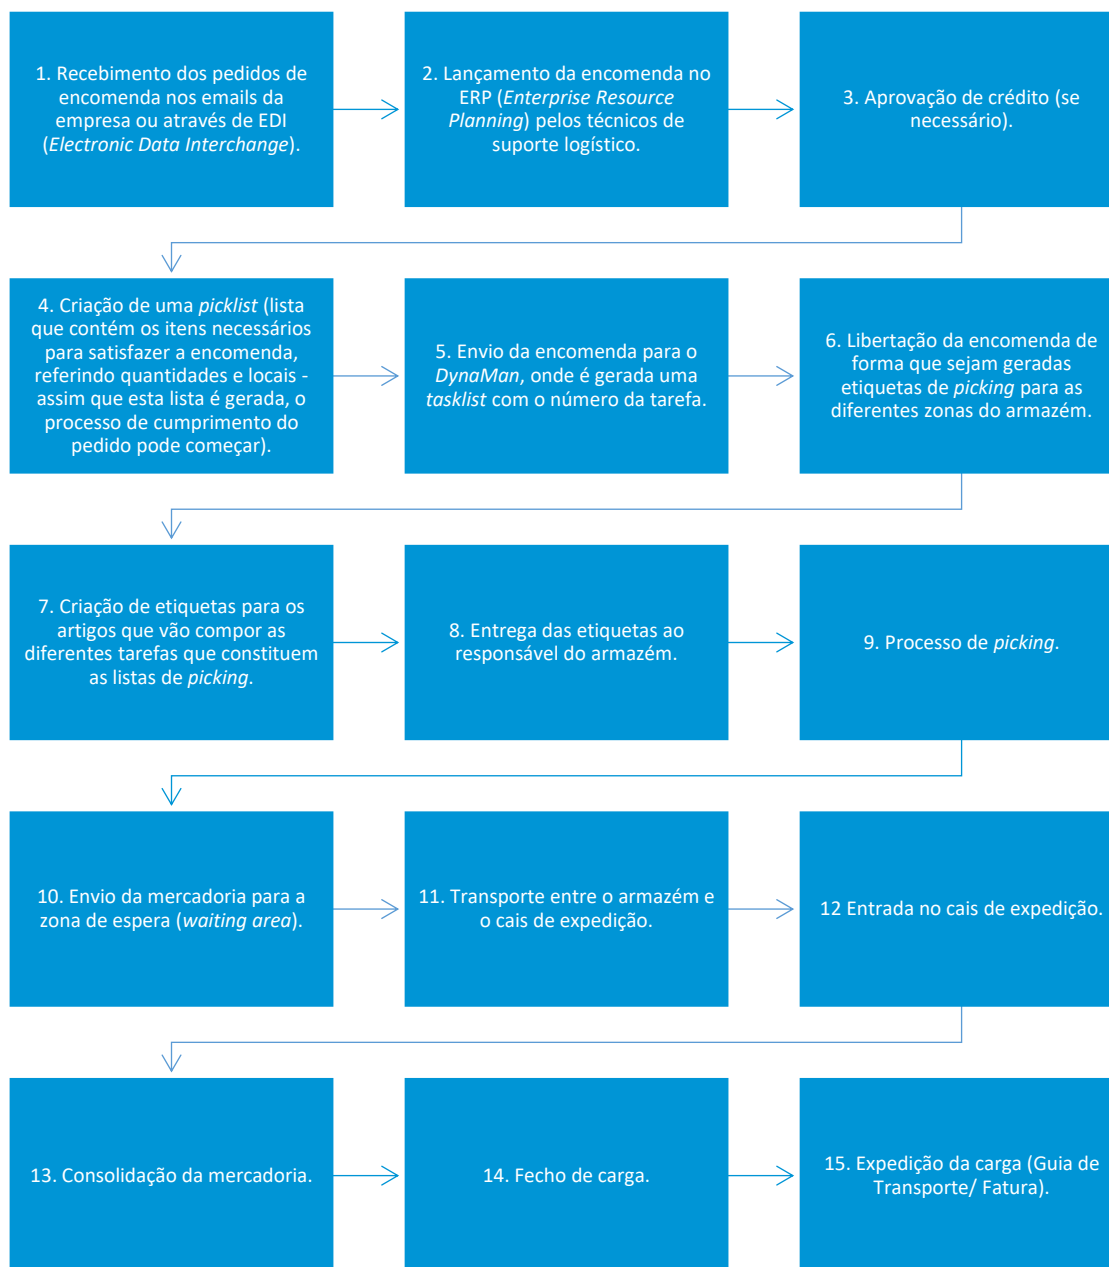 1. Recebimento dos pedidos de
encomenda nos emails da
empresa ou através de EDI
(Electronic Data Interchange).
2. Lançamento da encomenda no
ERP (Enterprise Resource
Planning) pelos técnicos de
suporte logístico.
3. Aprovação de crédito (se
necessário).
4. Criação de uma picklist (lista
que contém os itens necessários
para satisfazer a encomenda,
referindo quantidades e locais -
assim que esta lista é gerada, o
processo de cumprimento do
pedido pode começar).
5. Envio da encomenda para o
DynaMan, onde é gerada uma
tasklist com o número da tarefa.
6. Libertação da encomenda de
forma que sejam geradas
etiquetas de picking para as
diferentes zonas do armazém.
7. Criação de etiquetas para os
artigos que vão compor as
diferentes tarefas que constituem
as listas de picking.
8. Entrega das etiquetas ao
responsável do armazém.
9. Processo de picking.
10. Envio da mercadoria para a
zona de espera (waiting area).
11. Transporte entre o armazém e
o cais de expedição.
12 Entrada no cais de expedição.
13. Consolidação da mercadoria.
14. Fecho de carga.
15. Expedição da carga (Guia de
Transporte/ Fatura).